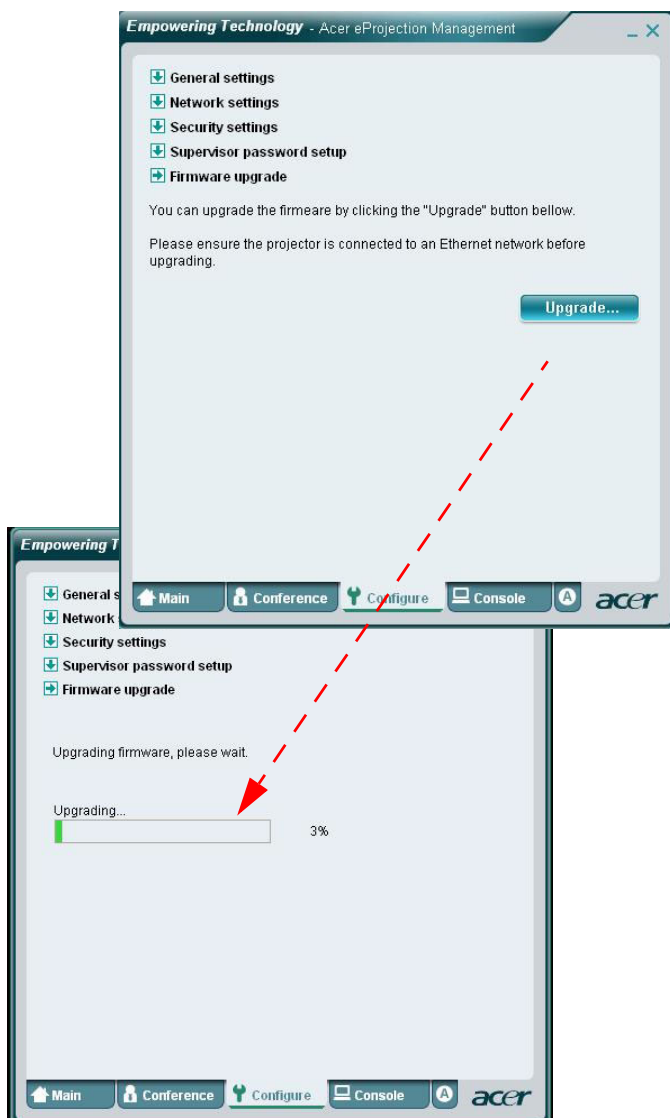 Empowering Technology - Acer eProjection Management
General settings
Network settings
Security settings
Supervisor password setup
Firmware upgrade
You can upgrade the firmeare by clicking the "Upgrade" button bellow.
Please ensure the projector is connected to an Ethernet network before
upgrading.
Upgrade...
Main Conference Configure Console A acer
Empowering T
General s
Network
Security settings
Supervisor password setup
Firmware upgrade
Upgrading firmware, please wait.
Upgrading...
3%
Main Conference Configure Console A acer